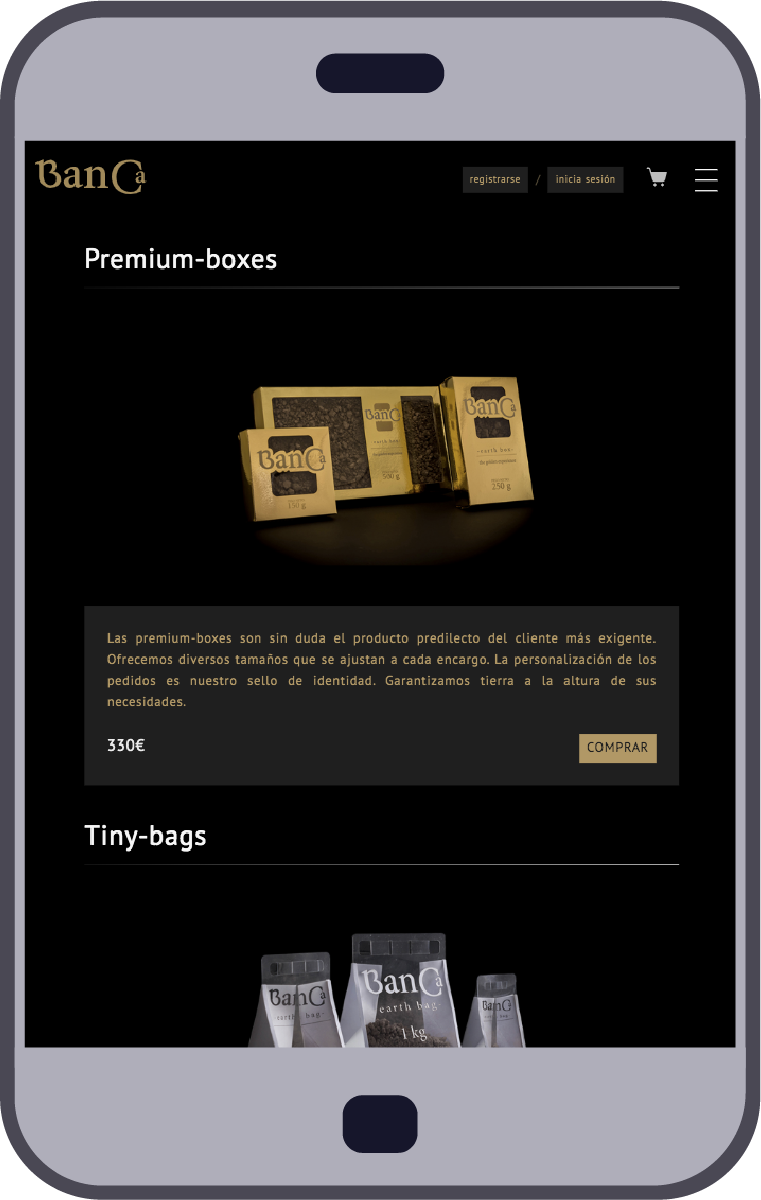 BanCa
registrarse / inicia sesión
Premium-boxes
BanCa
150 g
BanCa
earth box
500 g
BanCa
earth box
250 g
Las premium-boxes son sin duda el producto predilecto del cliente más exigente.
Ofrecemos diversos tamaños que se ajustan a cada encargo. La personalización de los
pedidos es nuestro sello de identidad. Garantizamos tierra a la altura de sus
necesidades.
330€
COMPRAR
Tiny-bags
BanCa
earth bag
BanCa
earth bag
1 kg
BanCa
earth bag